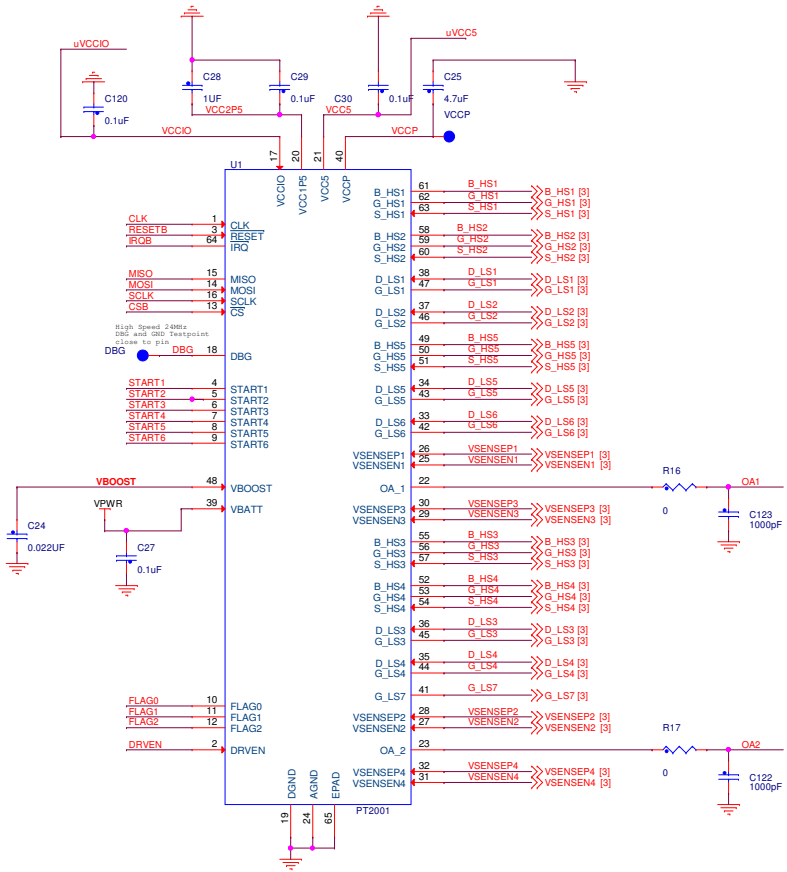 uVCCIO
uVCC5
C120
0.1uF
C28
1UF
C29
0.1uF
C30
0.1uF
C25
4.7uF
VCCP
VCC2P5
VCC5
VCCIO
VCCP
17
20
21
40
U1
VCCIO
VCC1P5
VCC5
VCCP
CLK 1 CLK
RESETB 3 RESET
IRQB 64 IRQ
MISO 15 MISO
MOSI 14 MOSI
SCLK 16 SCLK
CSB 13 CS
High Speed 24MHz
DBG and GND Testpoint
close to pin
DBG DBG 18 DBG
START1 4 START1
START2 5 START2
START3 6 START3
START4 7 START4
START5 8 START5
START6 9 START6
VBOOST 48 VBOOST
VPWR 39 VBATT
C24
0.022UF
C27
0.1uF
FLAG0 10 FLAG0
FLAG1 11 FLAG1
FLAG2 12 FLAG2
DRVEN 2 DRVEN
B_HS1 61 B_HS1 B_HS1 [3]
G_HS1 62 G_HS1 G_HS1 [3]
S_HS1 63 S_HS1 S_HS1 [3]
B_HS2 58 B_HS2 B_HS2 [3]
G_HS2 59 G_HS2 G_HS2 [3]
S_HS2 60 S_HS2 S_HS2 [3]
D_LS1 38 D_LS1 D_LS1 [3]
G_LS1 47 G_LS1 G_LS1 [3]
D_LS2 37 D_LS2 D_LS2 [3]
G_LS2 46 G_LS2 G_LS2 [3]
B_HS5 49 B_HS5 B_HS5 [3]
G_HS5 50 G_HS5 G_HS5 [3]
S_HS5 51 S_HS5 S_HS5 [3]
D_LS5 34 D_LS5 D_LS5 [3]
G_LS5 43 G_LS5 G_LS5 [3]
D_LS6 33 D_LS6 D_LS6 [3]
G_LS6 42 G_LS6 G_LS6 [3]
VSENSEP1 26 VSENSEP1 VSENSEP1 [3]
VSENSEN1 25 VSENSEN1 VSENSEN1 [3]
OA_1 22 R16 0 OA1
C123
1000pF
VSENSEP3 30 VSENSEP3 VSENSEP3 [3]
VSENSEN3 29 VSENSEN3 VSENSEN3 [3]
B_HS3 55 B_HS3 B_HS3 [3]
G_HS3 56 G_HS3 G_HS3 [3]
S_HS3 57 S_HS3 S_HS3 [3]
B_HS4 52 B_HS4 B_HS4 [3]
G_HS4 53 G_HS4 G_HS4 [3]
S_HS4 54 S_HS4 S_HS4 [3]
D_LS3 36 D_LS3 D_LS3 [3]
G_LS3 45 G_LS3 G_LS3 [3]
D_LS4 35 D_LS4 D_LS4 [3]
G_LS4 44 G_LS4 G_LS4 [3]
G_LS7 41 G_LS7 G_LS7 [3]
VSENSEP2 28 VSENSEP2 VSENSEP2 [3]
VSENSEN2 27 VSENSEN2 VSENSEN2 [3]
OA_2 23 R17 0 OA2
C122
1000pF
VSENSEP4 32 VSENSEP4 VSENSEP4 [3]
VSENSEN4 31 VSENSEN4 VSENSEN4 [3]
DGND
AGND
EPAD
PT2001
19
24
65